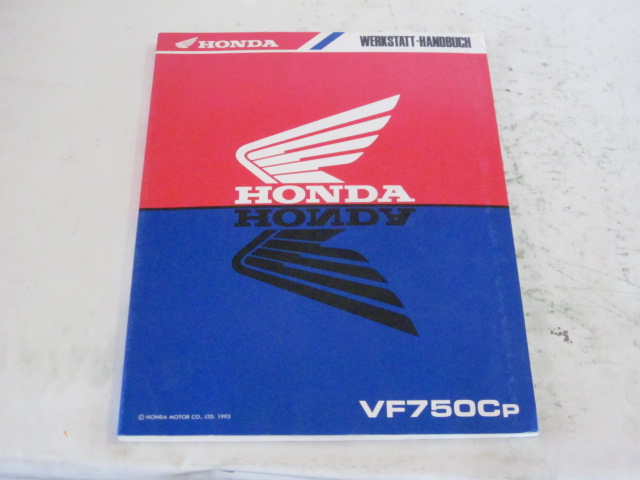 HONDA WERKSTATT-HANDBUCH
HONDA
HONDA
VF750CP
© HONDA MOTOR CO., LTD. 1993